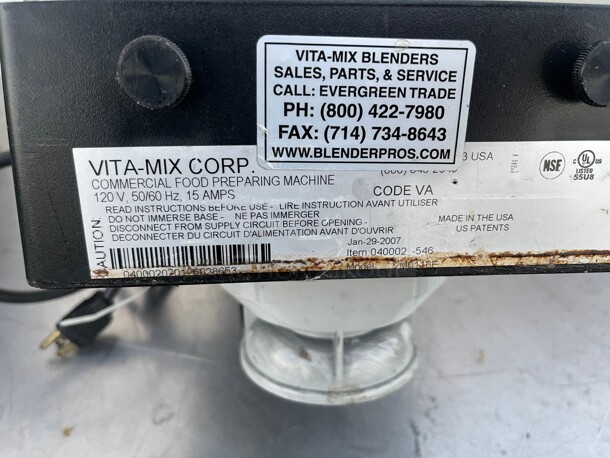 VITA-MIX BLENDERS
SALES, PARTS, & SERVICE
CALL: EVERGREEN TRADE
PH: (800) 422-7980
FAX: (714) 734-8643
WWW.BLENDERPROS.COM
VITA-MIX CORP.
USA
COMMERCIAL FOOD PREPARING MACHINE
120 V, 50/60 Hz, 15 AMPS
CODE VA
NSF
C UL US
LISTED
55U8
CAUTION:
READ INSTRUCTIONS BEFORE USE - LIRE INSTRUCTION AVANT UTILISER
DO NOT IMMERSE BASE - NE PAS IMMERGER
DISCONNECT FROM SUPPLY CIRCUIT BEFORE OPENING -
DECONNECTER DU CIRCUIT D'ALIMENTATION AVANT D'OUVRIR
MADE IN THE USA
US PATENTS
Jan-29-2007
Item 040002 -546
Model